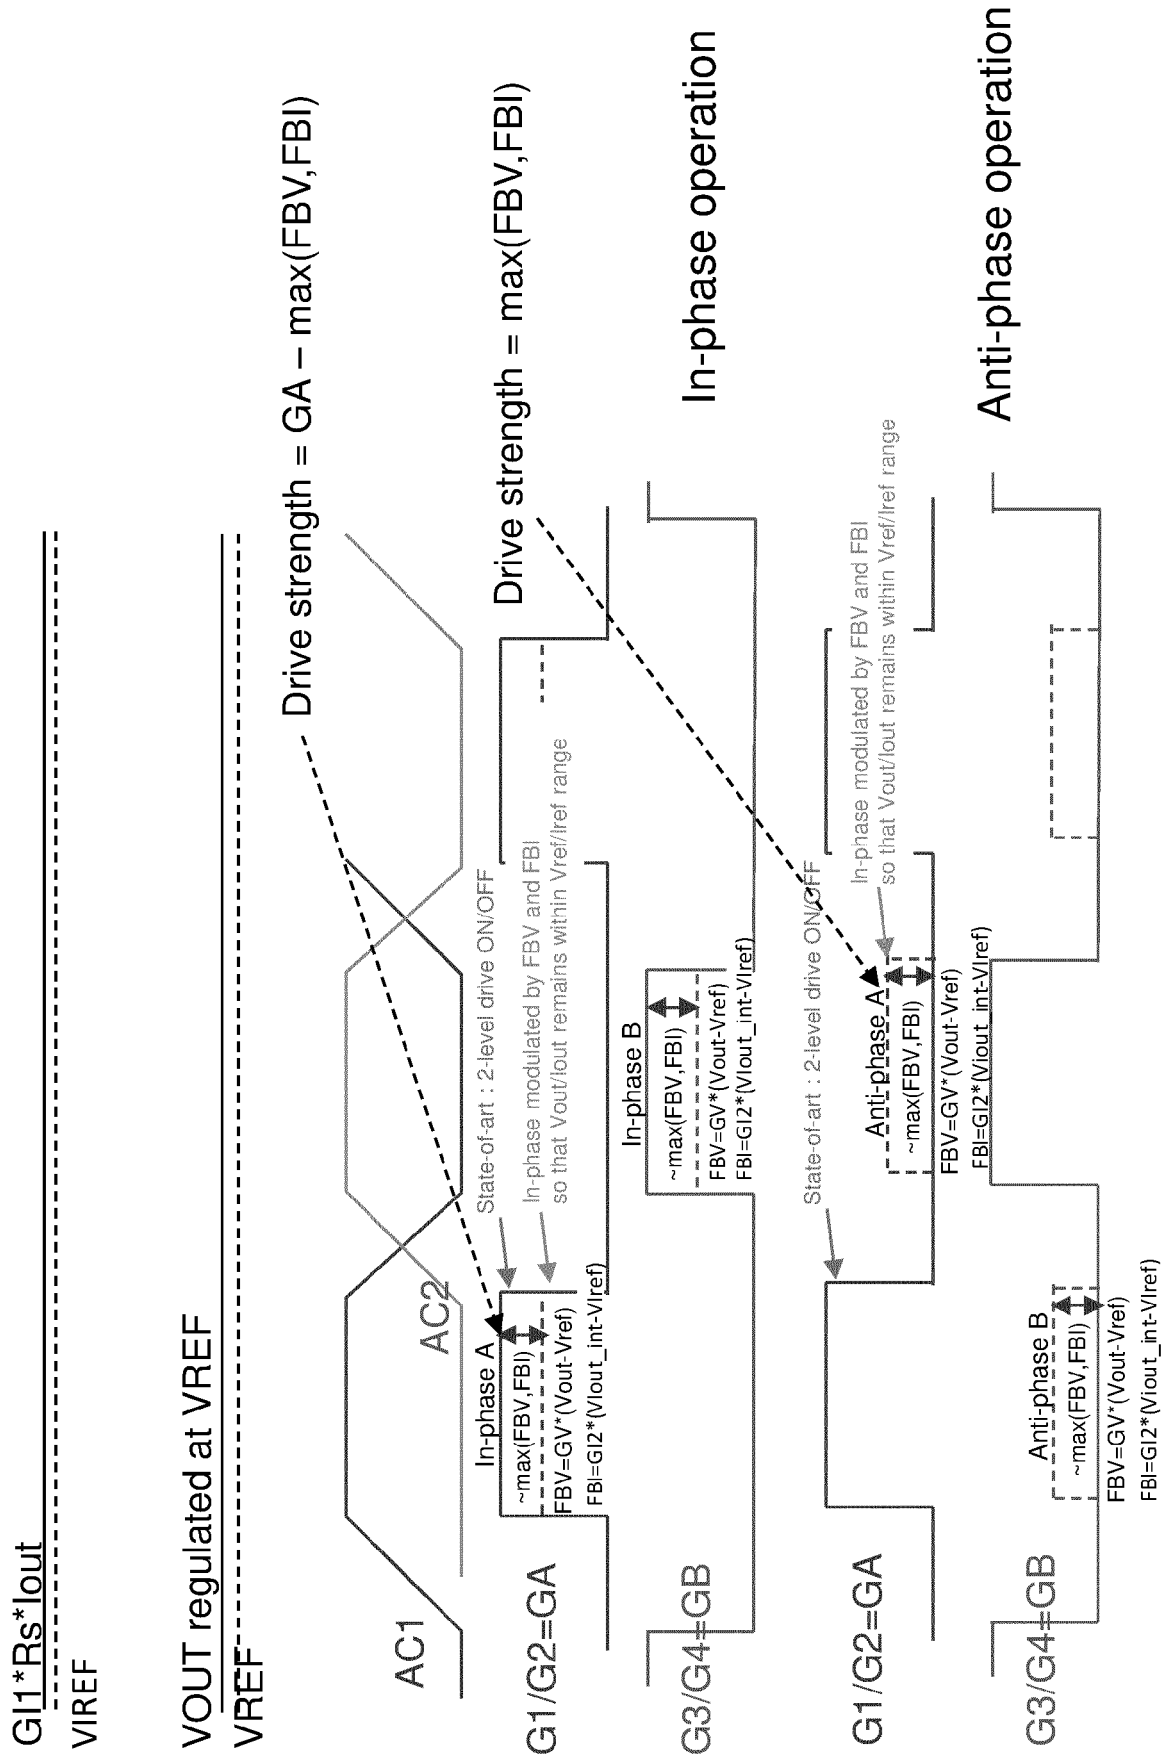 GI1*Rs*Iout
VIREF
VOUT regulated at VREF
VREF
Drive strength = GA – max(FBV,FBI)
AC1
AC2
Drive strength = max(FBV,FBI)
State-of-art : 2-level drive ON/OFF
In-phase modulated by FBV and FBI
so that Vout/Iout remains within Vref/Iref range
In-phase A
~max(FBV,FBI)
FBV=GV*(Vout-Vref)
FBI=GI2*(VIout_int-VIref)
G1/G2=GA
In-phase B
~max(FBV,FBI)
FBV=GV*(Vout-Vref)
FBI=GI2*(VIout_int-VIref)
G3/G4=GB
In-phase operation
State-of-art : 2-level drive ON/OFF
In-phase modulated by FBV and FBI
so that Vout/Iout remains within Vref/Iref range
Anti-phase A
~max(FBV,FBI)
FBV=GV*(Vout-Vref)
FBI=GI2*(Viout_int-VIref)
G1/G2=GA
Anti-phase B
~max(FBV,FBI)
FBV=GV*(Vout-Vref)
FBI=GI2*(Viout_int-VIref)
G3/G4=GB
Anti-phase operation